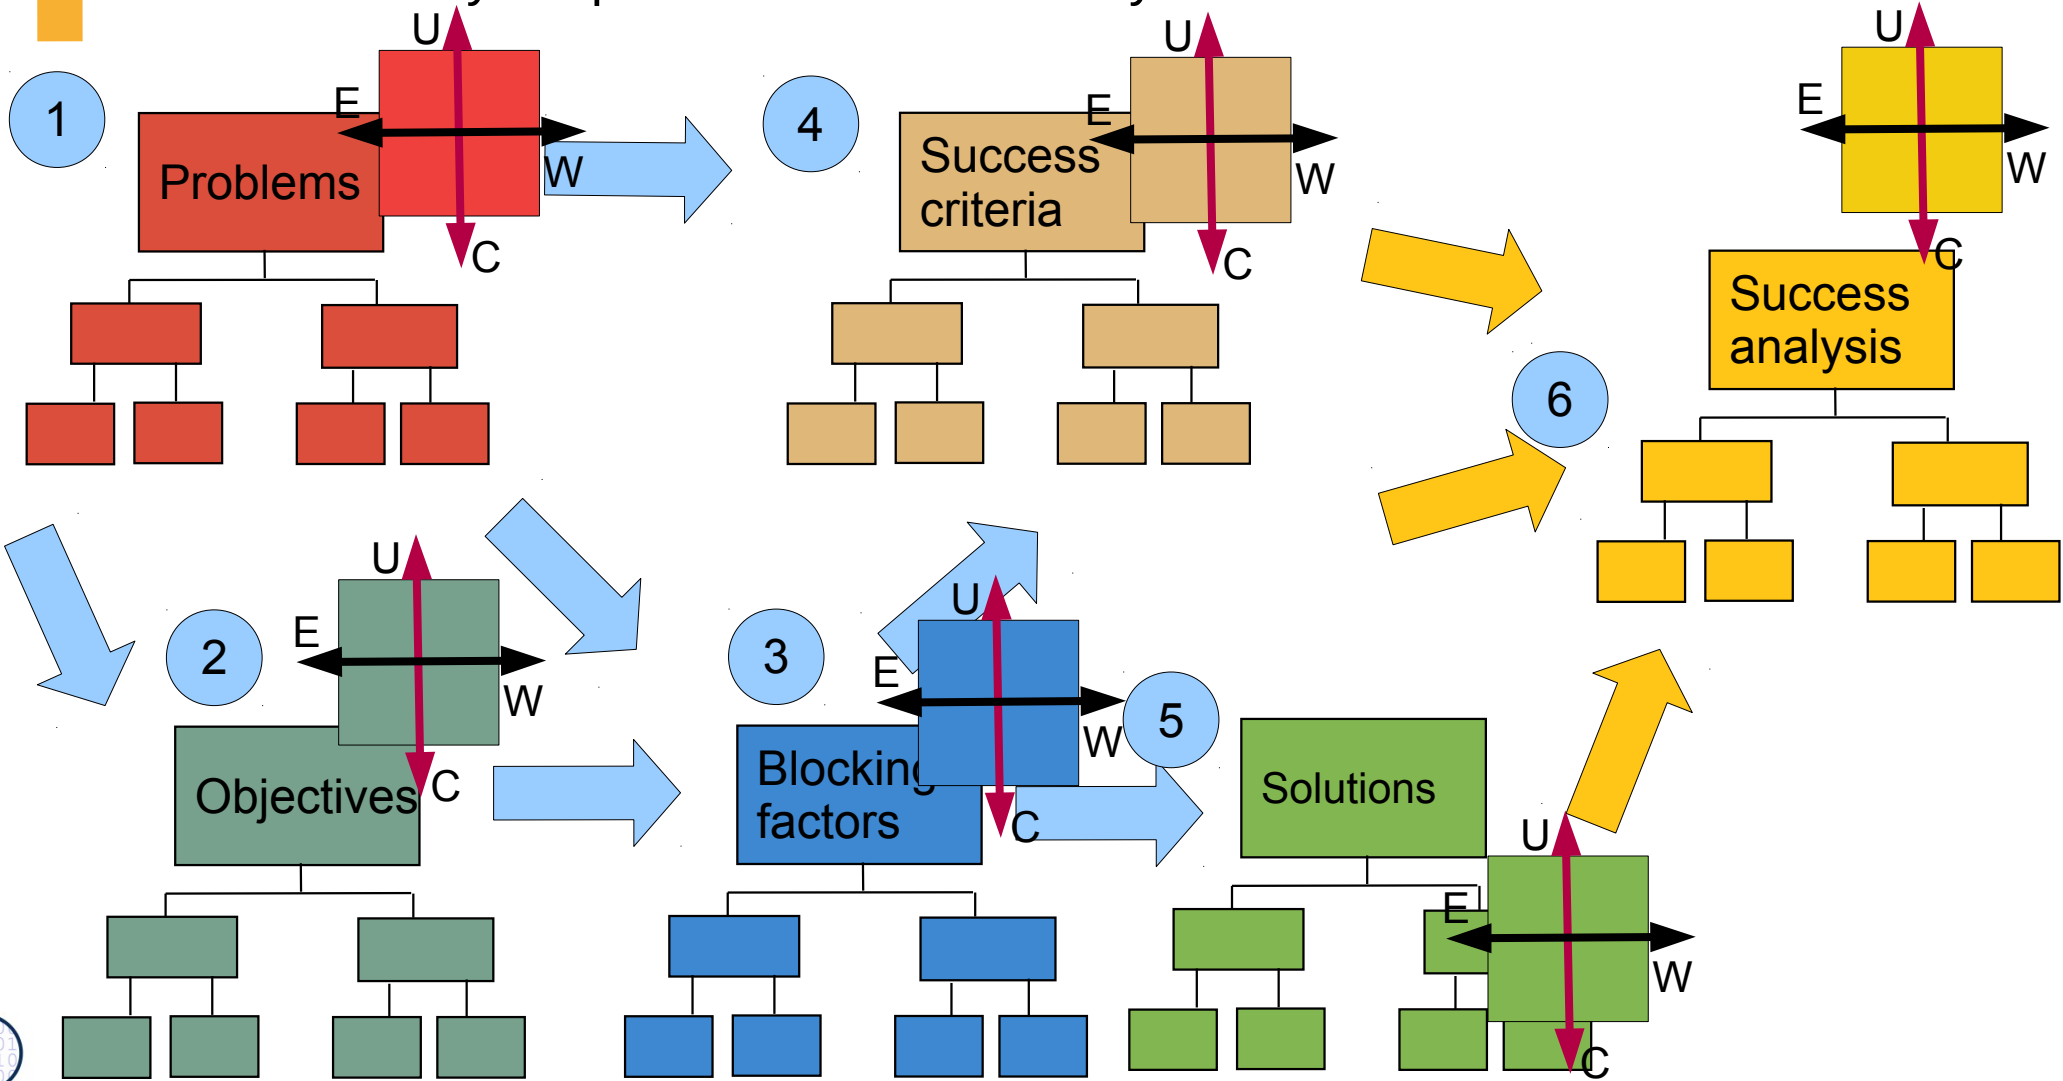 U
E
1
Problems
W
C
U
E
4
Success
criteria
W
C
U
E
W
C
Success
analysis
6
U
E
2
W
Objectives
C
U
E
3
W
Blocking
factors
C
5
Solutions
U
E
W
C